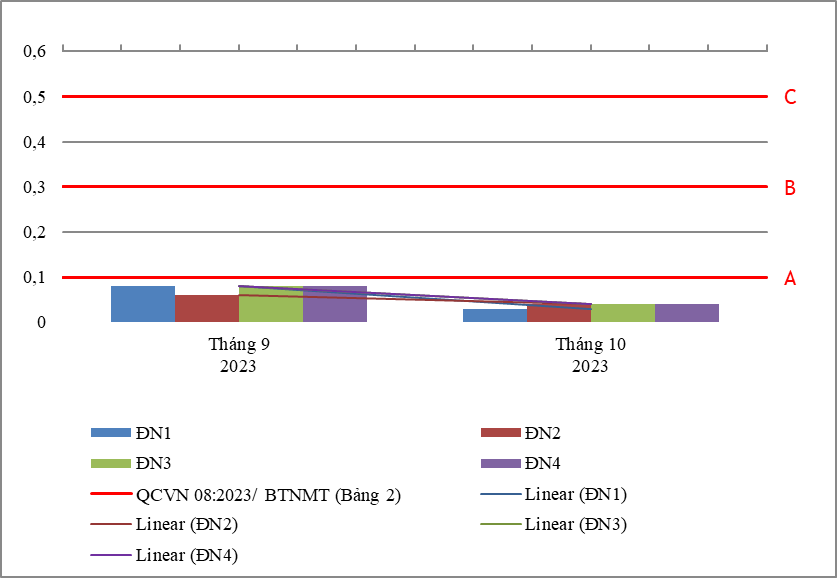 0,6
0,5
C
0,4
0,3
B
0,2
0,1
A
0
Tháng 9
2023
Tháng 10
2023
ĐN1
ĐN2
ĐN3
ĐN4
QCVN 08:2023/ BTNMT (Bảng 2)
Linear (ĐN1)
Linear (ĐN2)
Linear (ĐN3)
Linear (ĐN4)